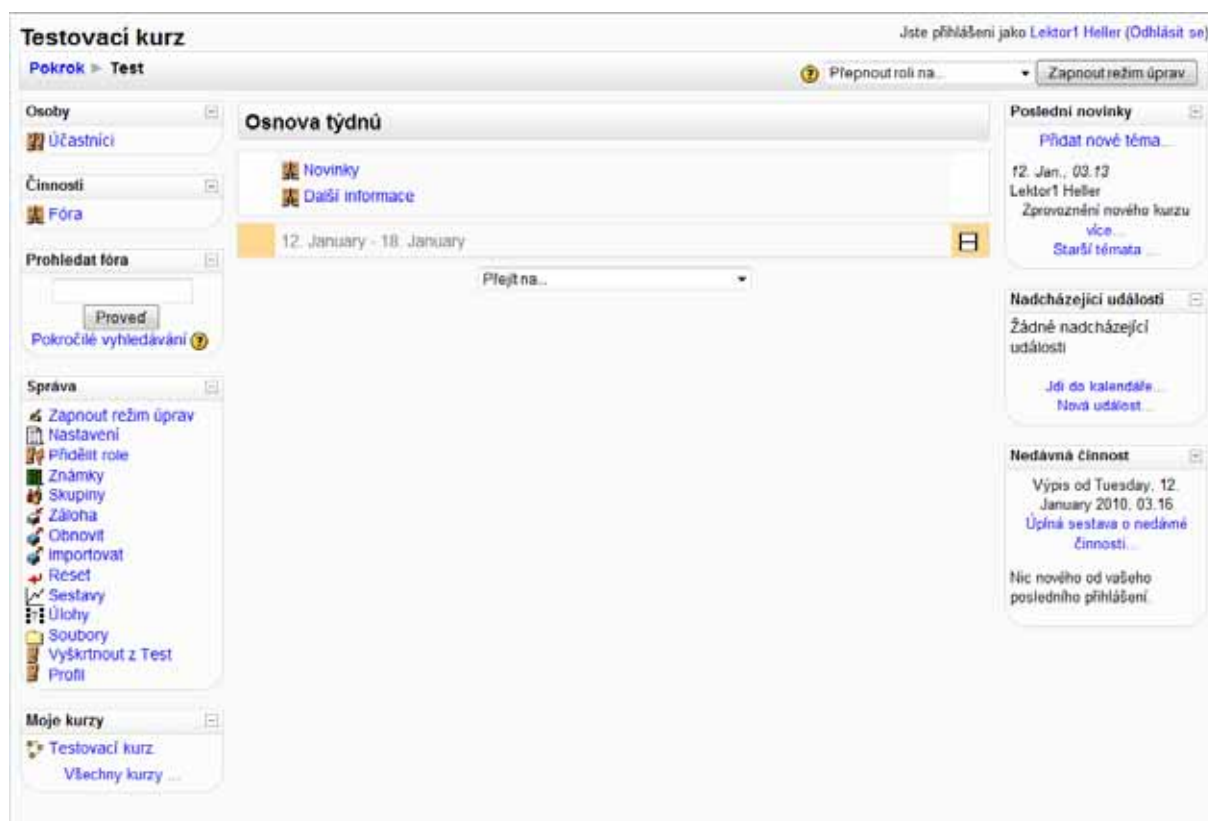 Testovací kurz
Jste přihlášeni jako Lektor1 Heller (Odhlásit se)
Pokrok ► Test
Přepnout roli na...
Zapnout režim úprav
Osoby
Účastníci
Činnosti
Fóra
Prohledat fóra
Proveď
Pokročilé vyhledávání
Správa
Zapnout režim úprav
Nastavení
Přidělit role
Známky
Skupiny
Záloha
Obnovit
Importovat
Reset
Sestavy
Úlohy
Soubory
Vyškrtnout z Test
Profil
Moje kurzy
Testovací kurz
Všechny kurzy ...
Osnova týdnů
Novinky
Další informace
12. January - 18. January
Přejít na...
Poslední novinky
Přidat nové téma...
12. Jan., 03.13
Lektor1 Heller
Zprovoznění nového kurzu
více...
Starší témata ...
Nadcházející události
Žádné nadcházející
události
Jdi do kalendáře...
Nová událost...
Nedávná činnost
Výpis od Tuesday, 12.
January 2010, 03.16
Úplná sestava o nedávné
činnosti...
Nic nového od vašeho
posledního přihlášení.